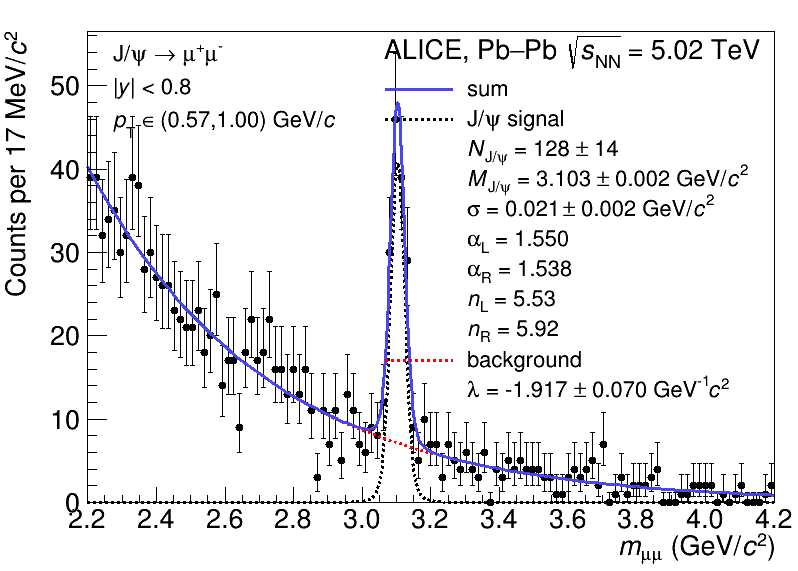 Counts per 17 MeV/c²
J/ψ → μ⁺μ⁻
|y| < 0.8
p_T ∈ (0.57,1.00) GeV/c
ALICE, Pb–Pb √s_NN = 5.02 TeV
sum
J/ψ signal
N_J/ψ = 128 ± 14
M_J/ψ = 3.103 ± 0.002 GeV/c²
σ = 0.021 ± 0.002 GeV/c²
α_L = 1.550
α_R = 1.538
n_L = 5.53
n_R = 5.92
background
λ = -1.917 ± 0.070 GeV⁻¹c²
50
40
30
20
10
0
2.2 2.4 2.6 2.8 3.0 3.2 3.4 3.6 3.8 4.0 4.2
m_μμ (GeV/c²)